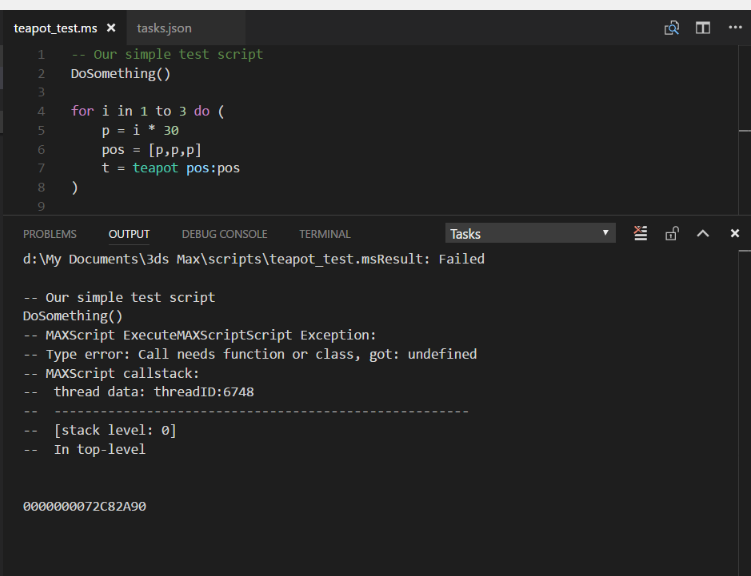 teapot_test.ms × tasks.json
1 -- Our simple test script
2 DoSomething()
3
4 for i in 1 to 3 do (
5     p = i * 30
6     pos = [p,p,p]
7     t = teapot pos:pos
8 )
9
PROBLEMS OUTPUT DEBUG CONSOLE TERMINAL Tasks
d:\My Documents\3ds Max\scripts\teapot_test.msResult: Failed
-- Our simple test script
DoSomething()
-- MAXScript ExecuteMAXScriptScript Exception:
-- Type error: Call needs function or class, got: undefined
-- MAXScript callstack:
--  thread data: threadID:6748
--  ------------------------------------------------------
--  [stack level: 0]
--  In top-level
0000000072C82A90